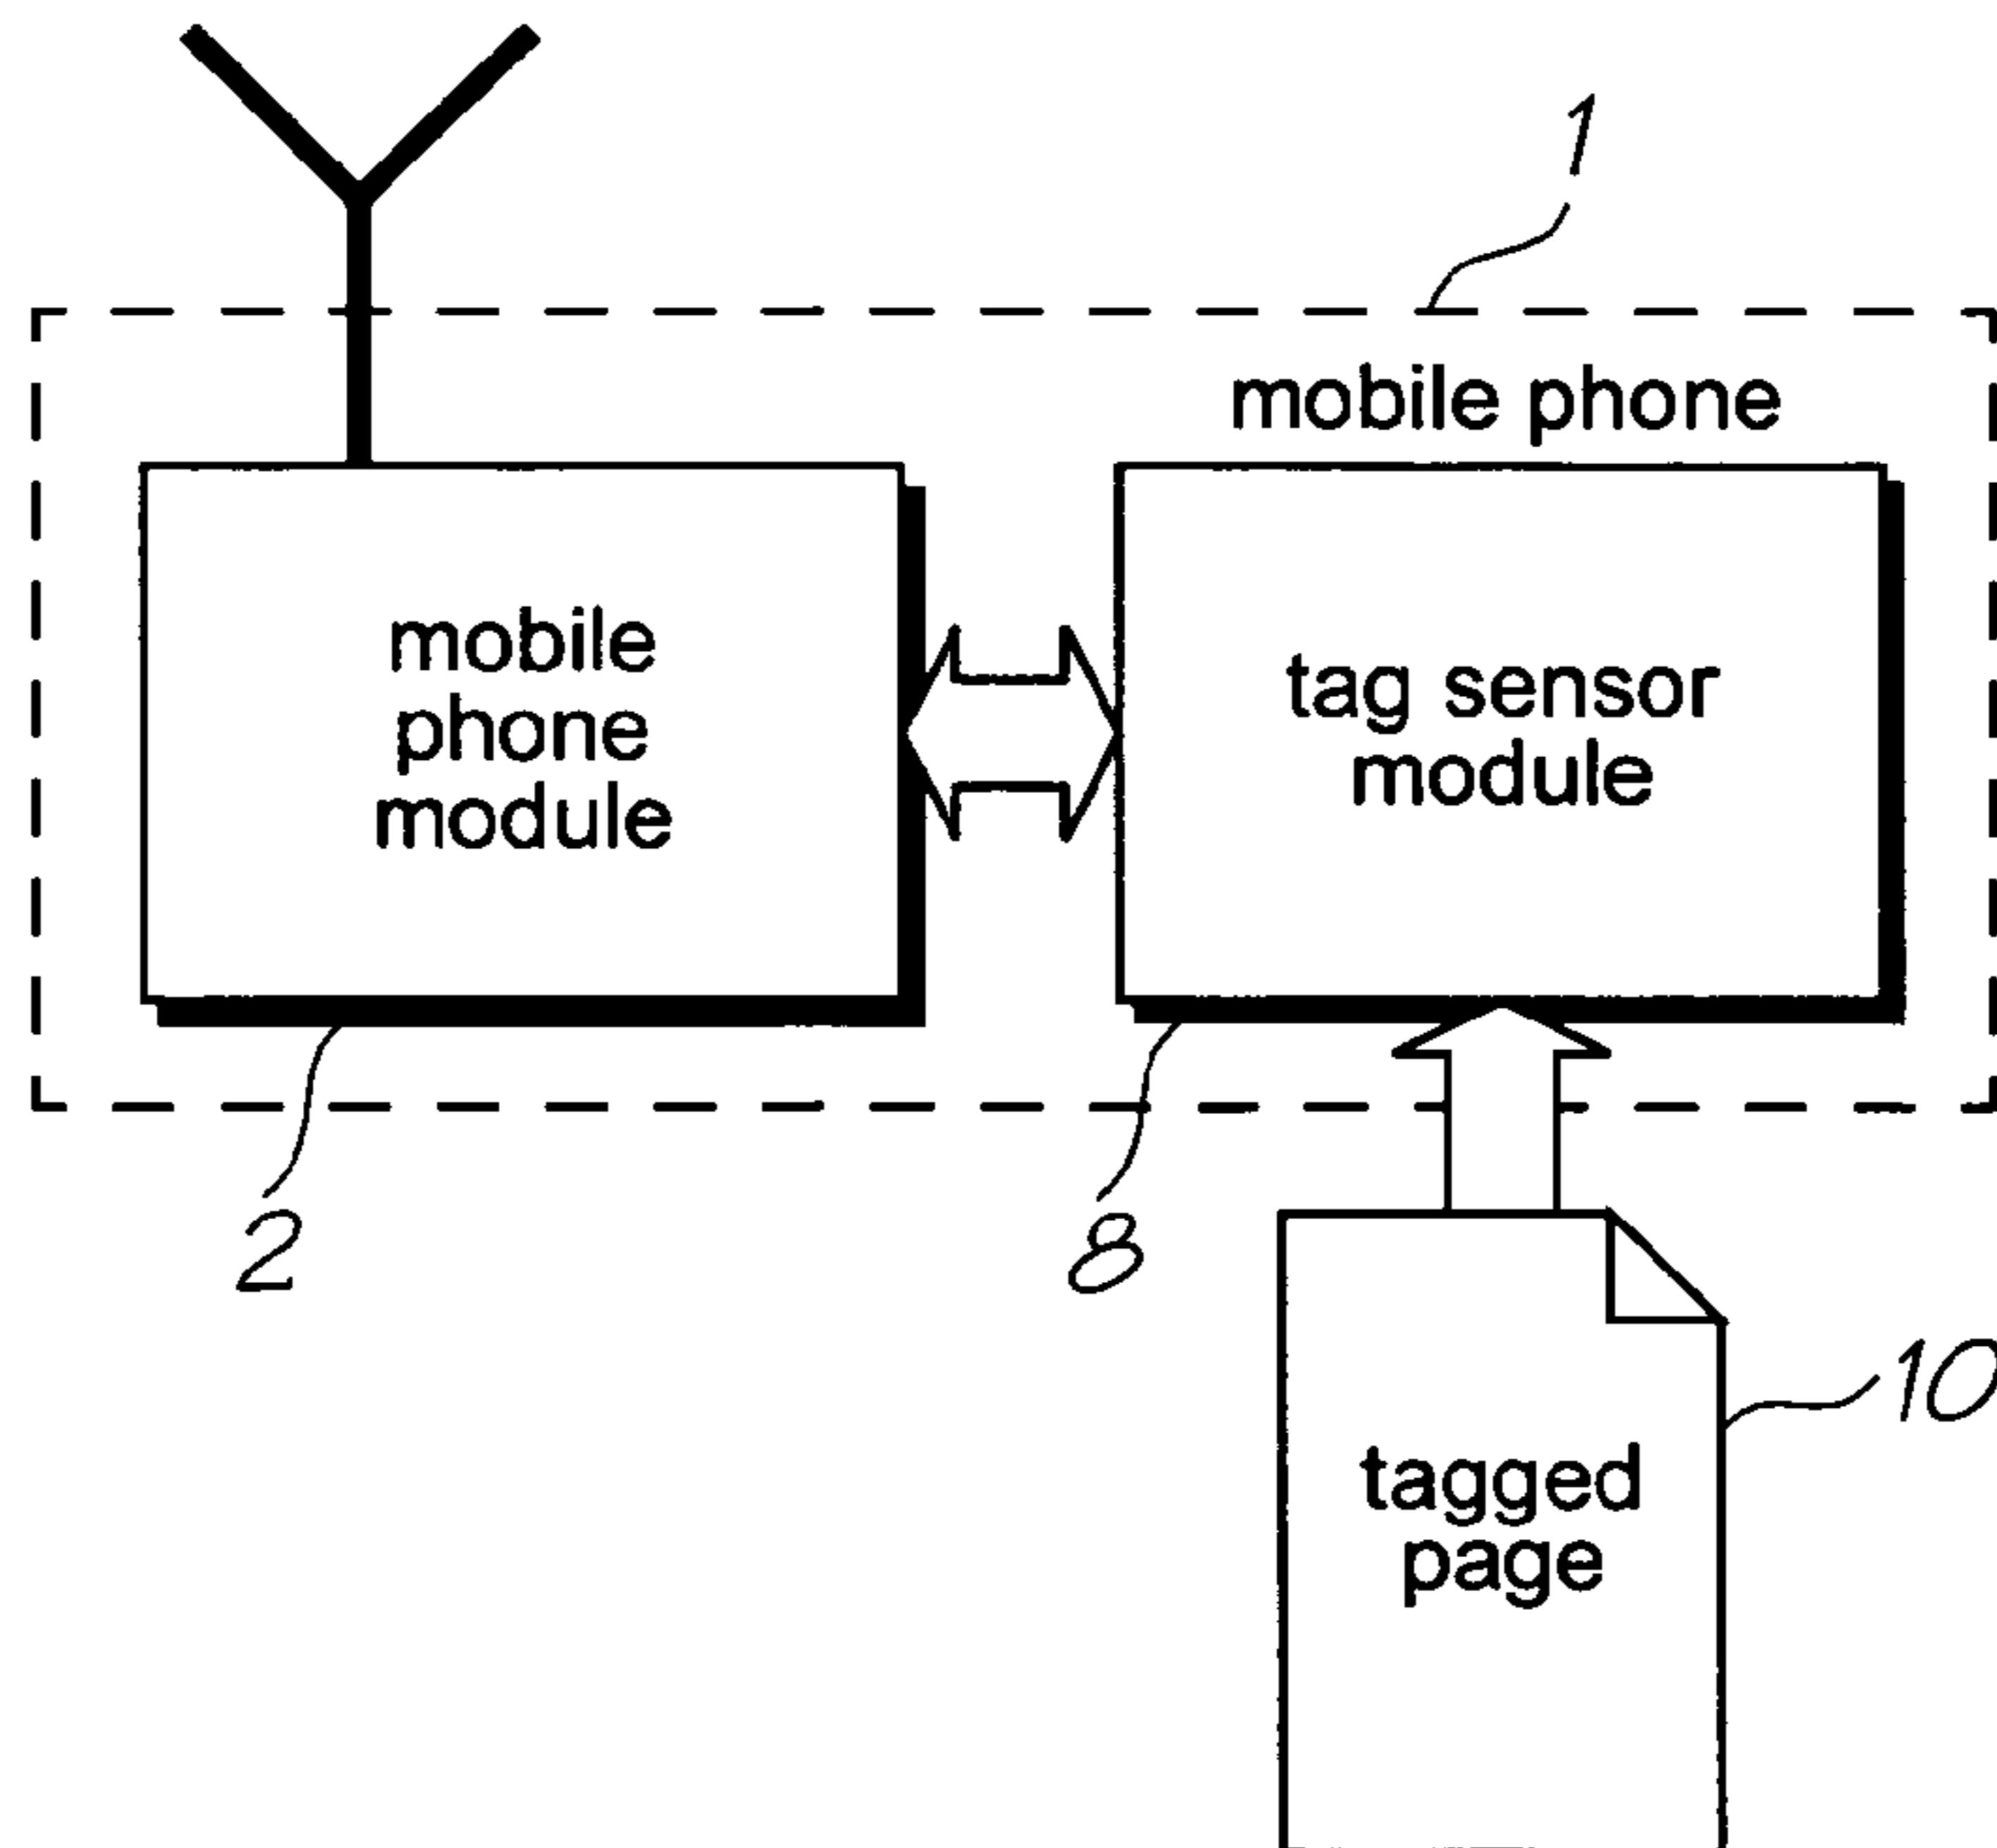 1
mobile phone
mobile
phone
module
tag sensor
module
2
8
10
tagged
page